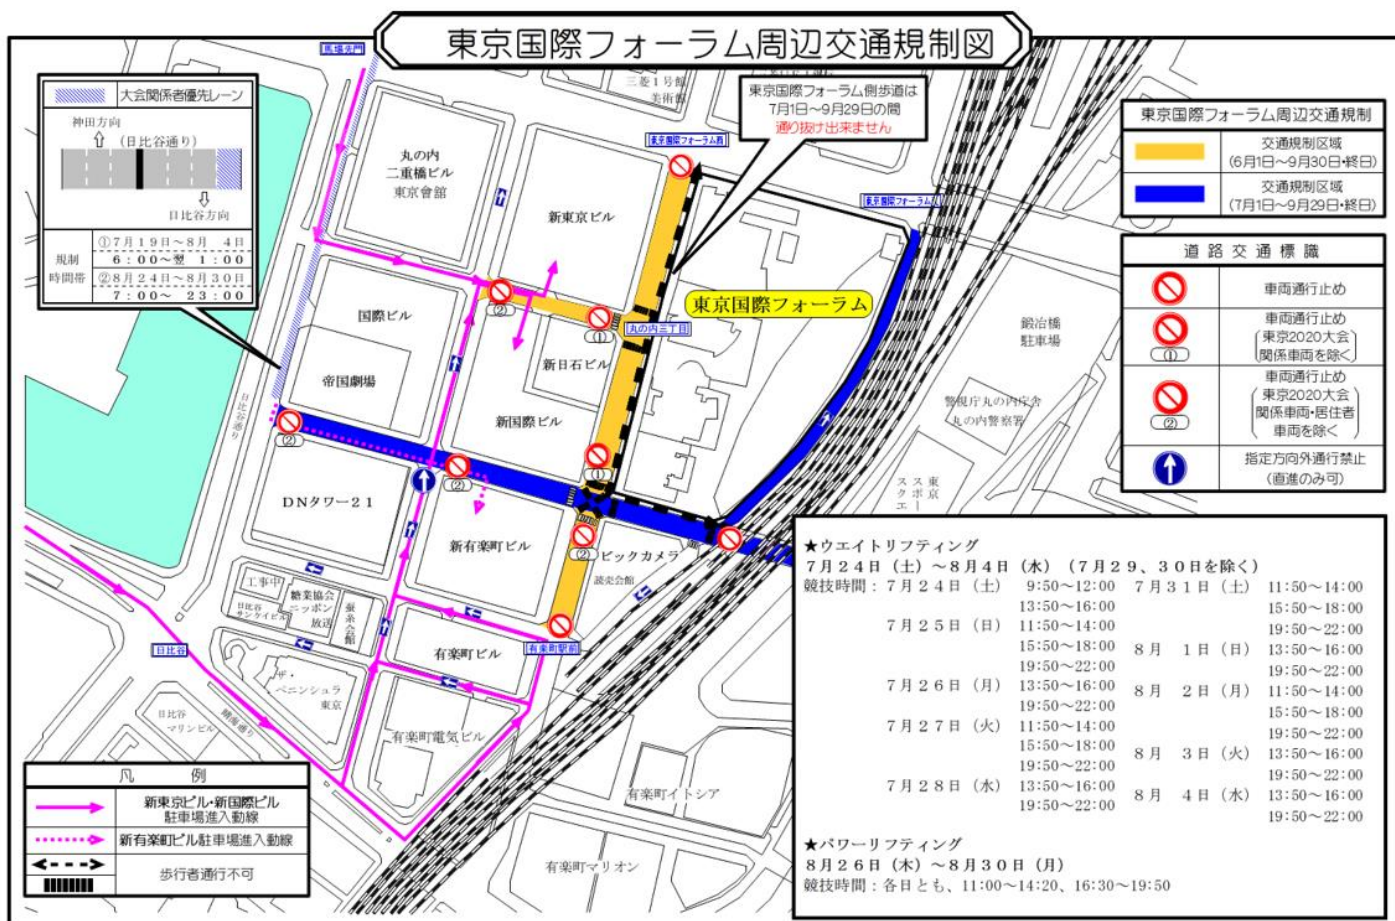 東京国際フォーラム周辺交通規制図
馬場先門
大会関係者優先レーン
神田方向
(日比谷通り)
日比谷方向
規制
時間帯
①7月19日～8月 4日
6:00～翌 1:00
②8月24日～8月30日
7:00～ 23:00
三菱1号館
美術館
東京国際フォーラム側歩道は
7月1日～9月29日の間
通り抜け出来ません
東京国際フォーラム周辺交通規制
交通規制区域
(6月1日～9月30日・終日)
交通規制区域
(7月1日～9月29日・終日)
道路交通標識
車両通行止め
車両通行止め
東京2020大会
関係車両を除く
(1)
車両通行止め
東京2020大会
関係車両・居住者
車両を除く
(2)
指定方向外通行禁止
(直進のみ可)
丸の内
二重橋ビル
東京會館
新東京ビル
東京国際フォーラム西
東京国際フォーラム
東京国際フォーラム
丸の内三丁目
国際ビル
帝国劇場
新日石ビル
新国際ビル
(2)
(1)
(1)
(2)
(2)
(2)
日比谷通り
鍛冶橋
駐車場
警視庁丸の内庁舎
丸の内警察署
東京
スポー
スクエ
DNタワー21
新有楽町ビル
ビックカメラ
読売会館
工事中
日比谷
サンケイビル
糖業協会
ニッポン
放送
蚕糸会館
有楽町ビル
有楽町駅前
日比谷
ザ・
ペニンシュラ
東京
日比谷
マリンビル
晴海通り
有楽町電気ビル
有楽町イトシア
有楽町マリオン
凡 例
新東京ビル・新国際ビル
駐車場進入動線
新有楽町ビル駐車場進入動線
歩行者通行不可
★ウエイトリフティング
7月24日（土）～8月4日（水）（7月29、30日を除く）
競技時間：7月24日（土） 9:50～12:00
13:50～16:00
7月25日（日） 11:50～14:00
15:50～18:00
19:50～22:00
7月26日（月） 13:50～16:00
19:50～22:00
7月27日（火） 11:50～14:00
15:50～18:00
19:50～22:00
7月28日（水） 13:50～16:00
19:50～22:00
7月31日（土） 11:50～14:00
15:50～18:00
19:50～22:00
8月 1日（日） 13:50～16:00
19:50～22:00
8月 2日（月） 11:50～14:00
15:50～18:00
19:50～22:00
8月 3日（火） 13:50～16:00
19:50～22:00
8月 4日（水） 13:50～16:00
19:50～22:00
★パワーリフティング
8月26日（木）～8月30日（月）
競技時間：各日とも、11:00～14:20、16:30～19:50